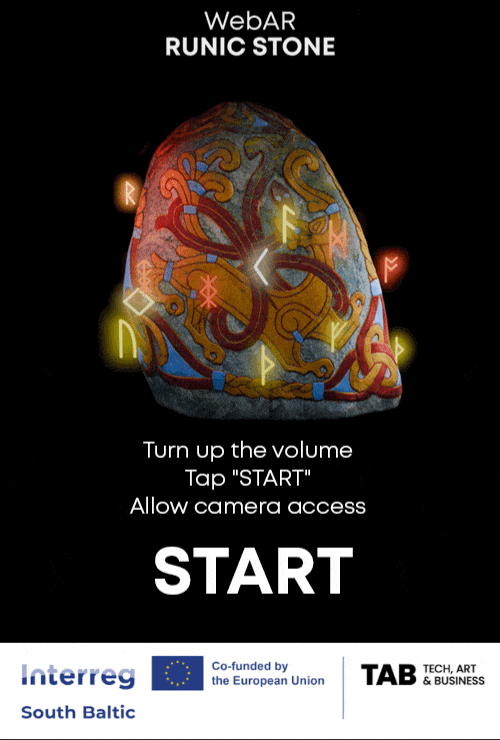 WebAR
RUNIC STONE
ᚱ
ᚨ
ᛞ
ᚲ
ᚢ
ᚠ
ᚦ
ᚦ
Turn up the volume
Tap "START"
Allow camera access
START
Interreg
South Baltic
Co-funded by
the European Union
TAB
TECH, ART
& BUSINESS